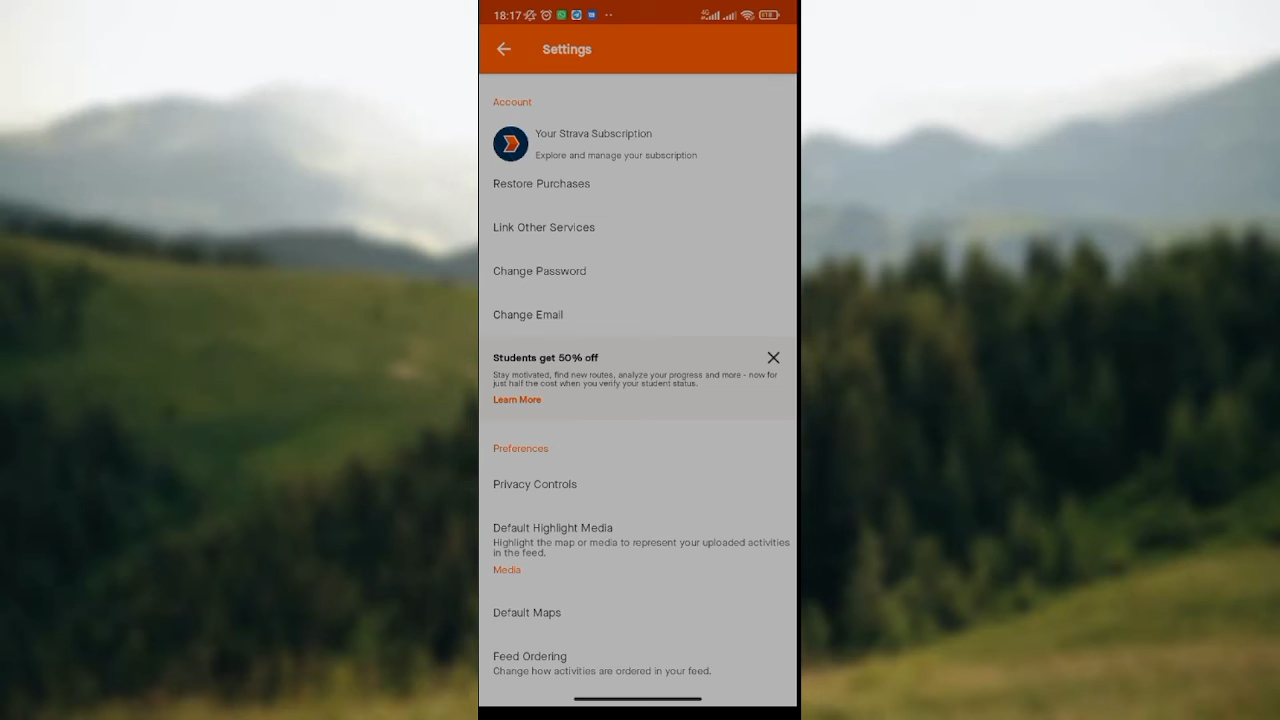 18:17
4G
Settings
Account
Your Strava Subscription
Explore and manage your subscription
Restore Purchases
Link Other Services
Change Password
Change Email
Students get 50% off
Stay motivated, find new routes, analyze your progress and more - now for
just half the cost when you verify your student status.
Learn More
Preferences
Privacy Controls
Default Highlight Media
Highlight the map or media to represent your uploaded activities
in the feed.
Media
Default Maps
Feed Ordering
Change how activities are ordered in your feed.